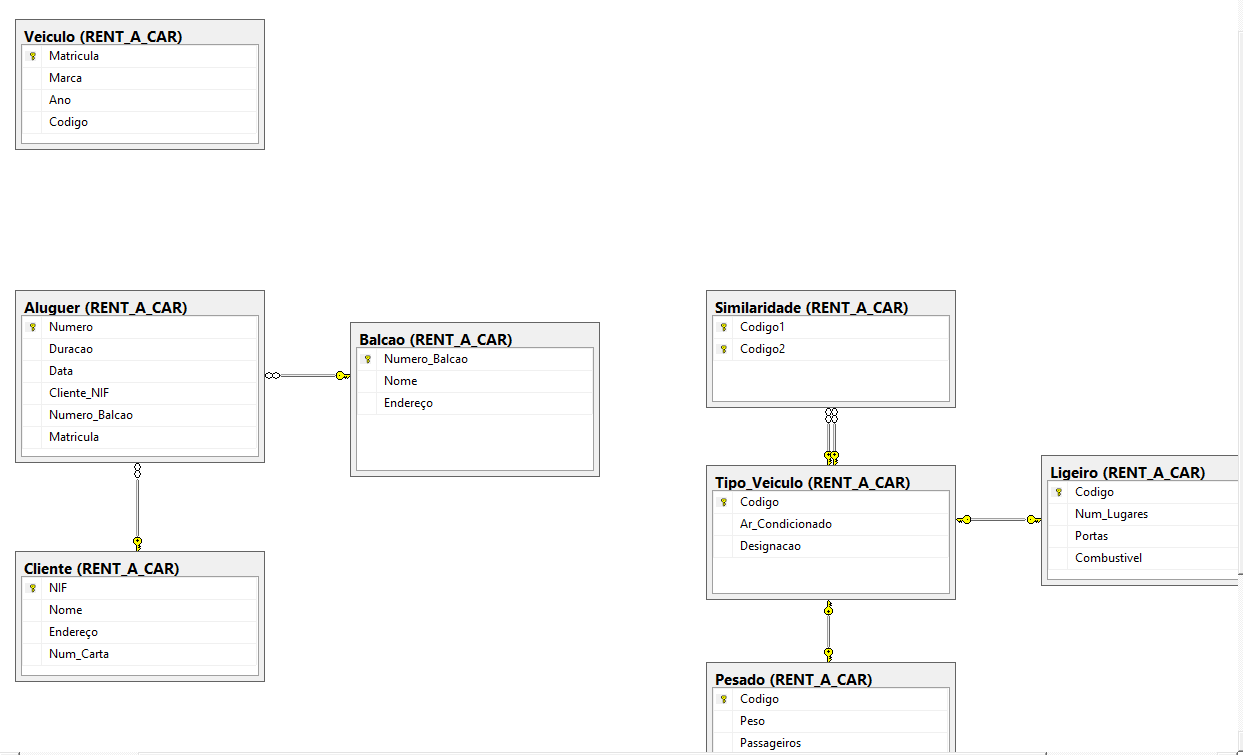 Veiculo (RENT_A_CAR)
Matricula
Marca
Ano
Codigo
Aluguer (RENT_A_CAR)
Numero
Duracao
Data
Cliente_NIF
Numero_Balcao
Matricula
Balcao (RENT_A_CAR)
Numero_Balcao
Nome
Endereço
Cliente (RENT_A_CAR)
NIF
Nome
Endereço
Num_Carta
Similaridade (RENT_A_CAR)
Codigo1
Codigo2
Tipo_Veiculo (RENT_A_CAR)
Codigo
Ar_Condicionado
Designacao
Ligeiro (RENT_A_CAR)
Codigo
Num_Lugares
Portas
Combustivel
Pesado (RENT_A_CAR)
Codigo
Peso
Passageiros